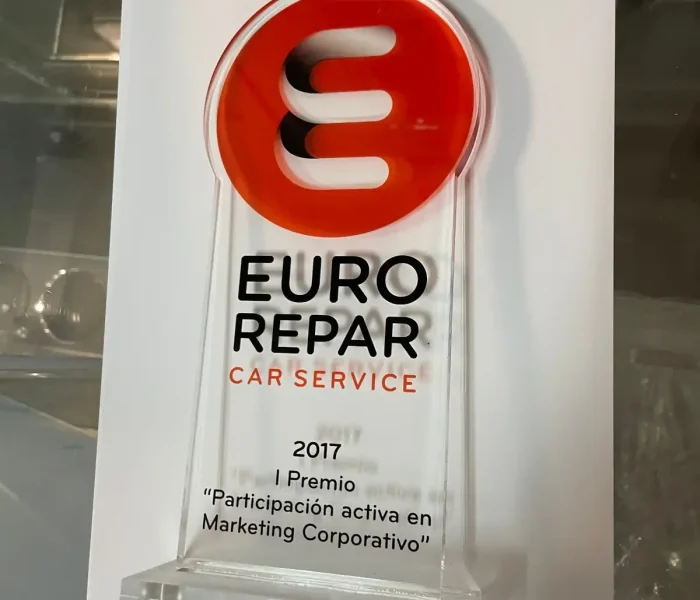 EURO
REPAR
CAR SERVICE
2017
I Premio
“Participación activa en
Marketing Corporativo”